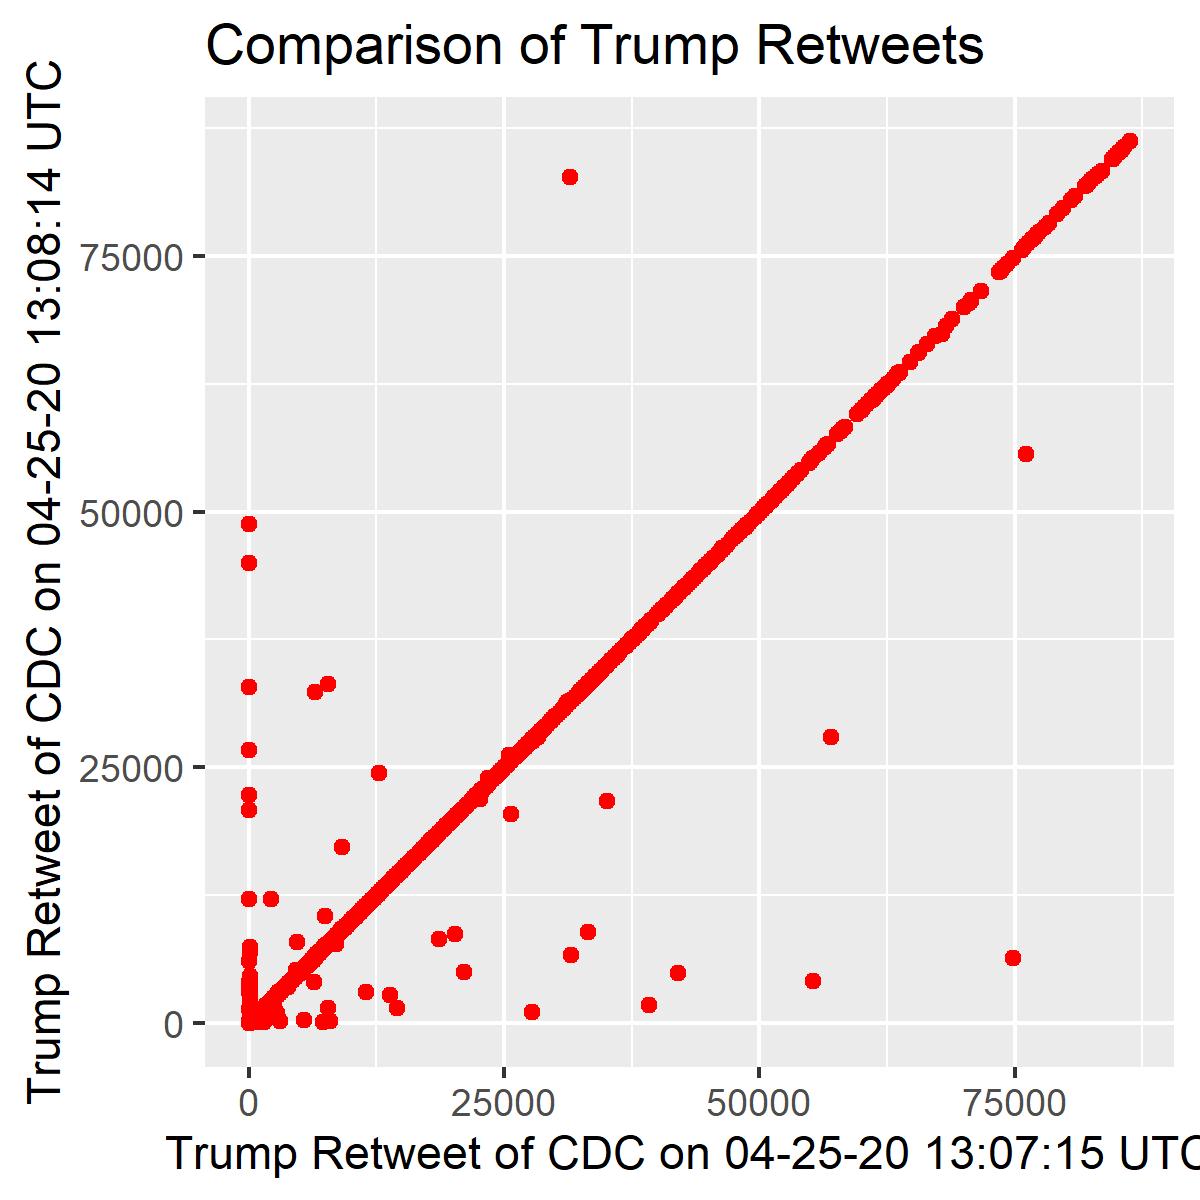 Comparison of Trump Retweets
Trump Retweet of CDC on 04-25-20 13:08:14 UTC
75000
50000
25000
0
0 25000 50000 75000
Trump Retweet of CDC on 04-25-20 13:07:15 UTC